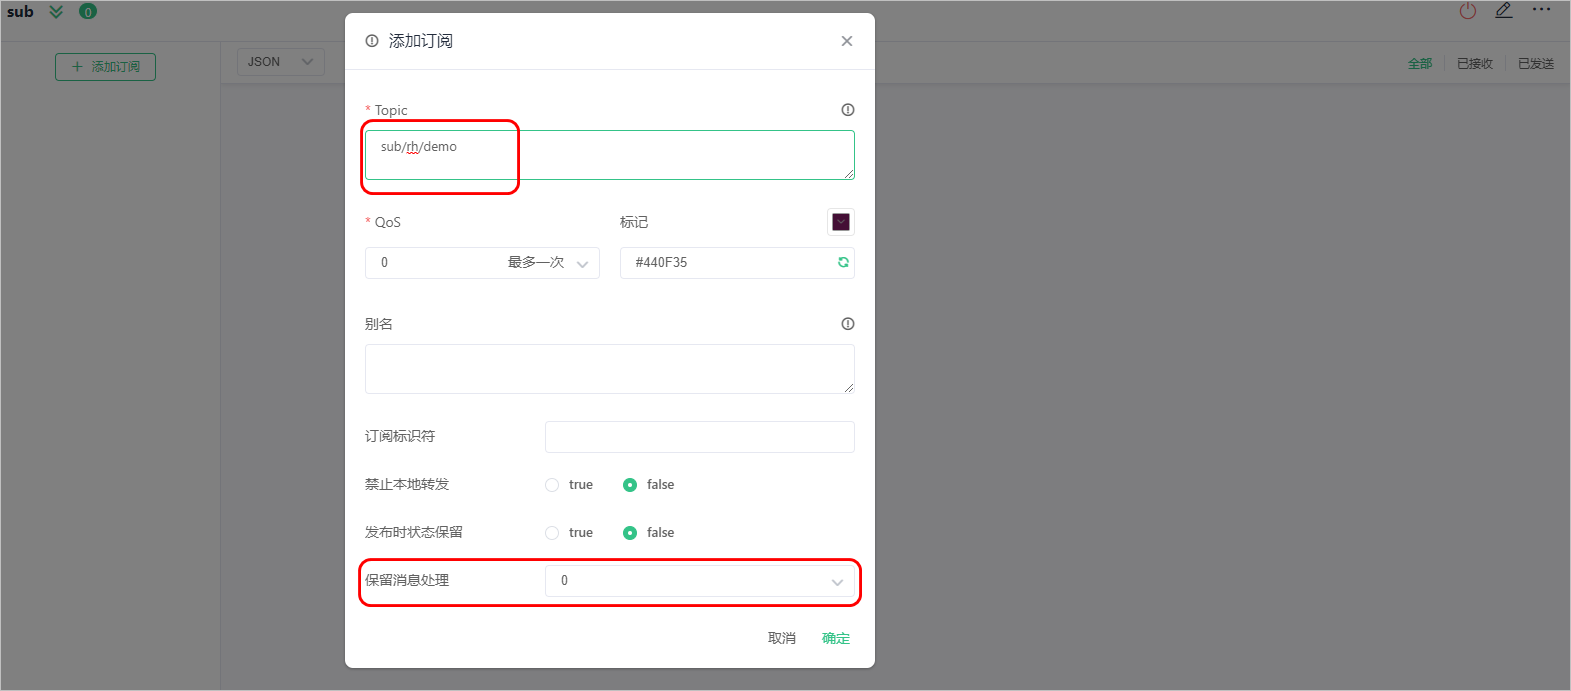 sub 0
添加订阅
JSON
全部 已接收 已发送
添加订阅
* Topic
sub/rh/demo
* QoS
标记
0 最多一次
#440F35
别名
订阅标识符
禁止本地转发 true false
发布时状态保留 true false
保留消息处理 0
取消 确定